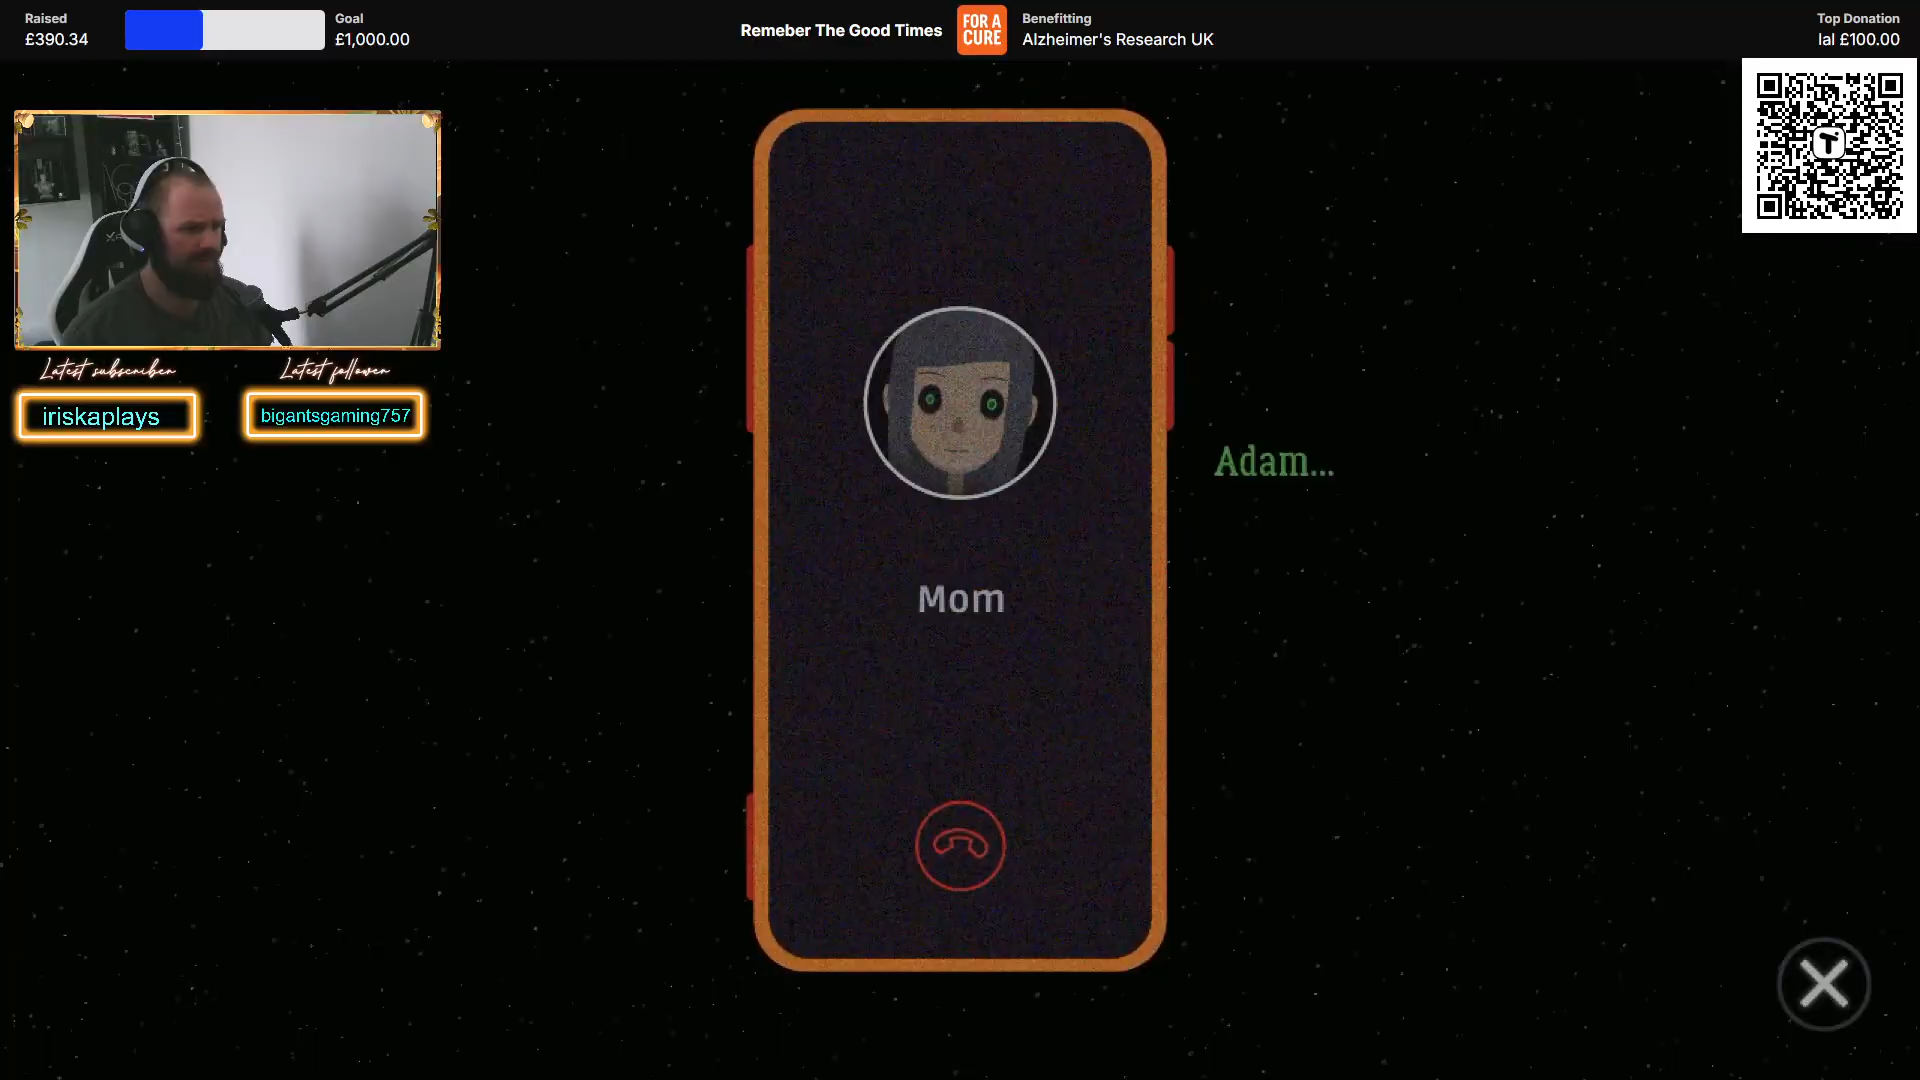 Raised
£390.34
Goal
£1,000.00
Remeber The Good Times
FOR A
CURE
Benefitting
Alzheimer's Research UK
Top Donation
lal £100.00
T
Latest subscriber
Latest follower
iriskaplays
bigantsgaming757
Adam...
Mom